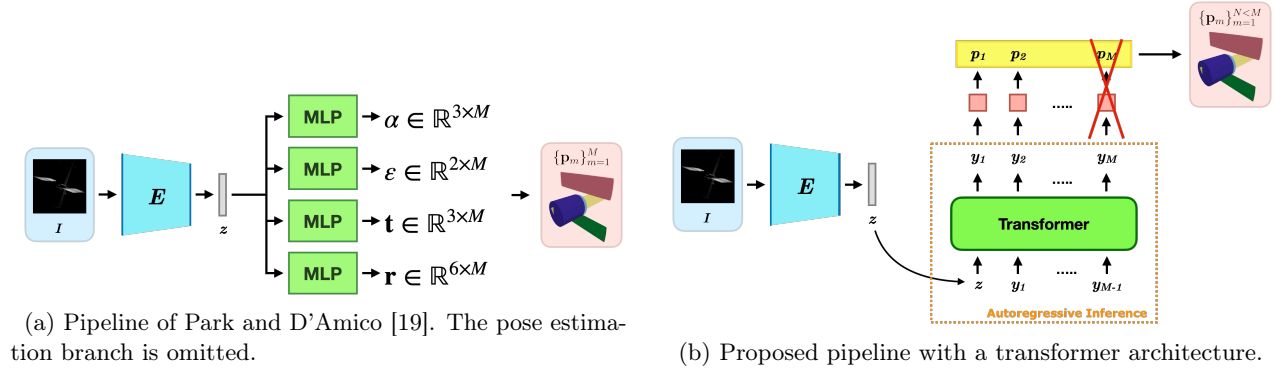 I
E
z
MLP
MLP
MLP
MLP
α ∈ ℝ^{3×M}
ε ∈ ℝ^{2×M}
t ∈ ℝ^{3×M}
r ∈ ℝ^{6×M}
{p_m}_{m=1}^{M}
(a) Pipeline of Park and D'Amico [19]. The pose estima-
tion branch is omitted.
I
E
z
p_1 p_2 p_M
.....
y_1 y_2 ..... y_M
Transformer
.....
z y_1 y_{M-1}
Autoregressive Inference
{p_m}_{m=1}^{N<M}
(b) Proposed pipeline with a transformer architecture.